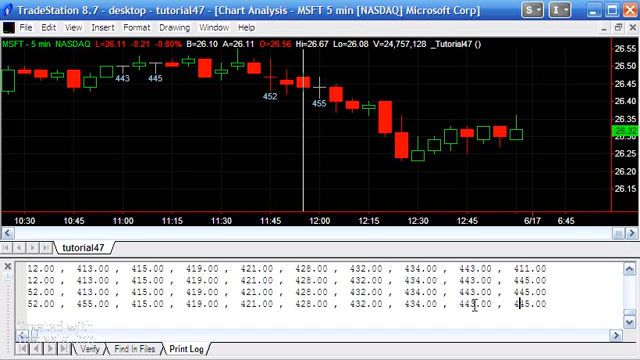 TradeStation 8.7 - desktop - tutorial47 - [Chart Analysis - MSFT [NASDAQ] Microsoft Corp]
S I
File Edit View Insert Format Drawing Window Help
MSFT - 5 min NASDAQ L=26.11 -0.21 -0.80% B=26.10 A=26.11 O=26.56 Hi=26.67 Lo=26.08 V=24,757,128 _Tutorial47 ()
26.55
26.50
26.45
26.40
26.35
26.32
26.25
26.20
26.15
443 445 452 455
10:30 10:45 11:00 11:15 11:30 11:45 12:00 12:15 12:30 12:45 6/17 6:45
tutorial47
12.00 , 413.00 , 415.00 , 419.00 , 421.00 , 428.00 , 432.00 , 434.00 , 443.00 , 411.00
12.00 , 413.00 , 415.00 , 419.00 , 421.00 , 428.00 , 432.00 , 434.00 , 443.00 , 445.00
52.00 , 413.00 , 415.00 , 419.00 , 421.00 , 428.00 , 432.00 , 434.00 , 443.00 , 445.00
52.00 , 455.00 , 415.00 , 419.00 , 421.00 , 428.00 , 432.00 , 434.00 , 443.00 , 445.00
Created with
Verify Find In Files Print Log